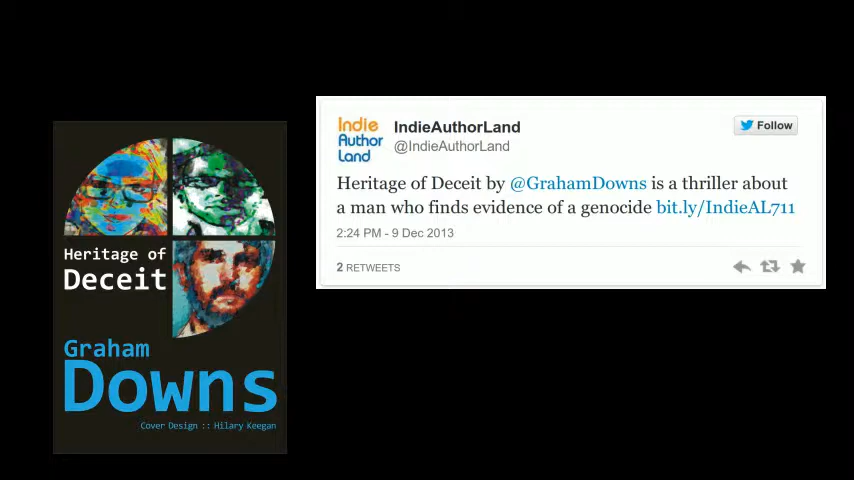 Heritage of
Deceit
Graham
Downs
Cover Design :: Hilary Keegan
Indie
Author
Land
IndieAuthorLand
@IndieAuthorLand
Follow
Heritage of Deceit by @GrahamDowns is a thriller about
a man who finds evidence of a genocide bit.ly/IndieAL711
2:24 PM - 9 Dec 2013
2 RETWEETS